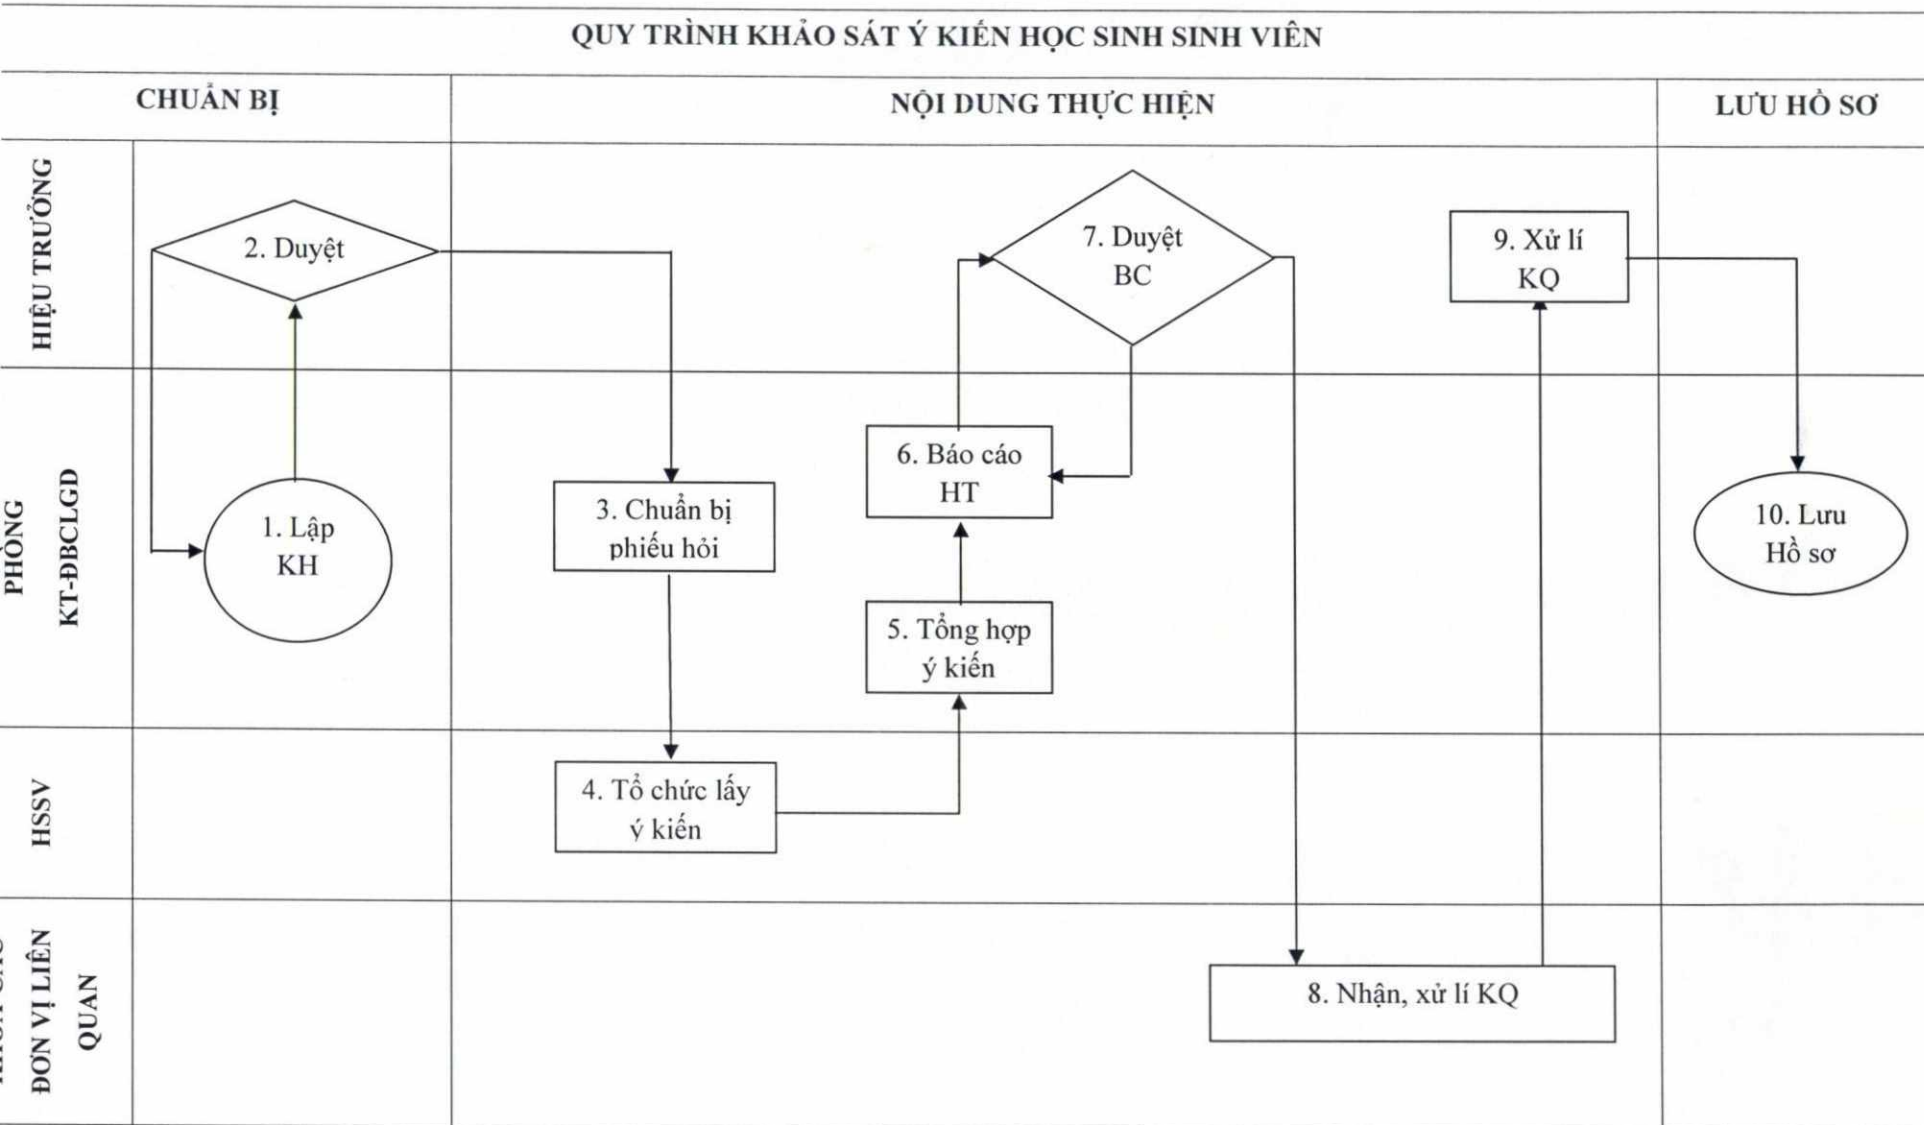 QUY TRÌNH KHẢO SÁT Ý KIẾN HỌC SINH SINH VIÊN
CHUẨN BỊ
NỘI DUNG THỰC HIỆN
LƯU HỒ SƠ
HIỆU TRƯỞNG
2. Duyệt
7. Duyệt
BC
9. Xử lí
KQ
PHÒNG
KT-ĐBCLGD
1. Lập
KH
3. Chuẩn bị
phiếu hỏi
6. Báo cáo
HT
5. Tổng hợp
ý kiến
10. Lưu
Hồ sơ
HSSV
4. Tổ chức lấy
ý kiến
ĐƠN VỊ LIÊN
QUAN
8. Nhận, xử lí KQ